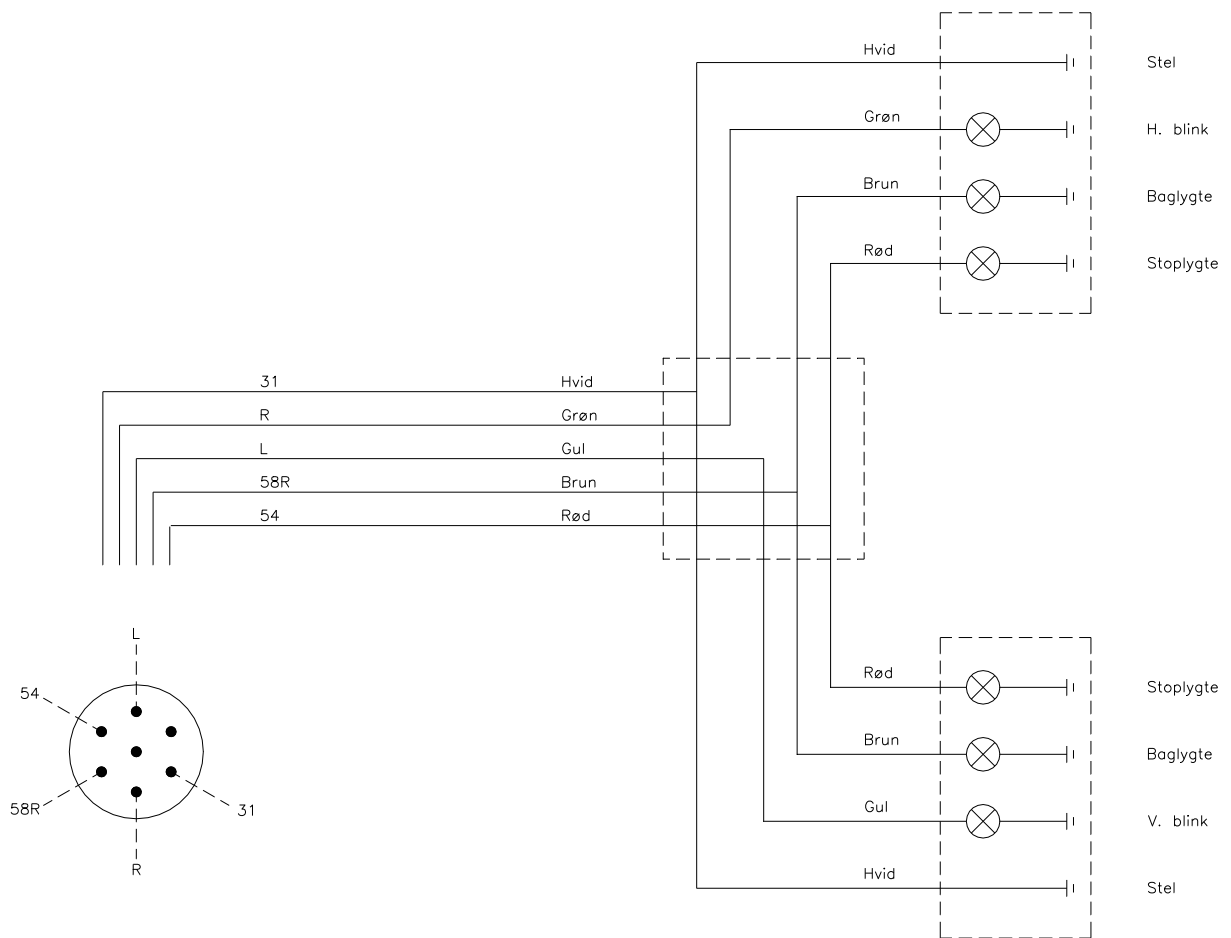 Hvid Stel
Grøn H. blink
Brun Baglygte
Rød Stoplygte
31 Hvid
R Grøn
L Gul
58R Brun
54 Rød
L
54
58R
31
R
Rød Stoplygte
Brun Baglygte
Gul V. blink
Hvid Stel